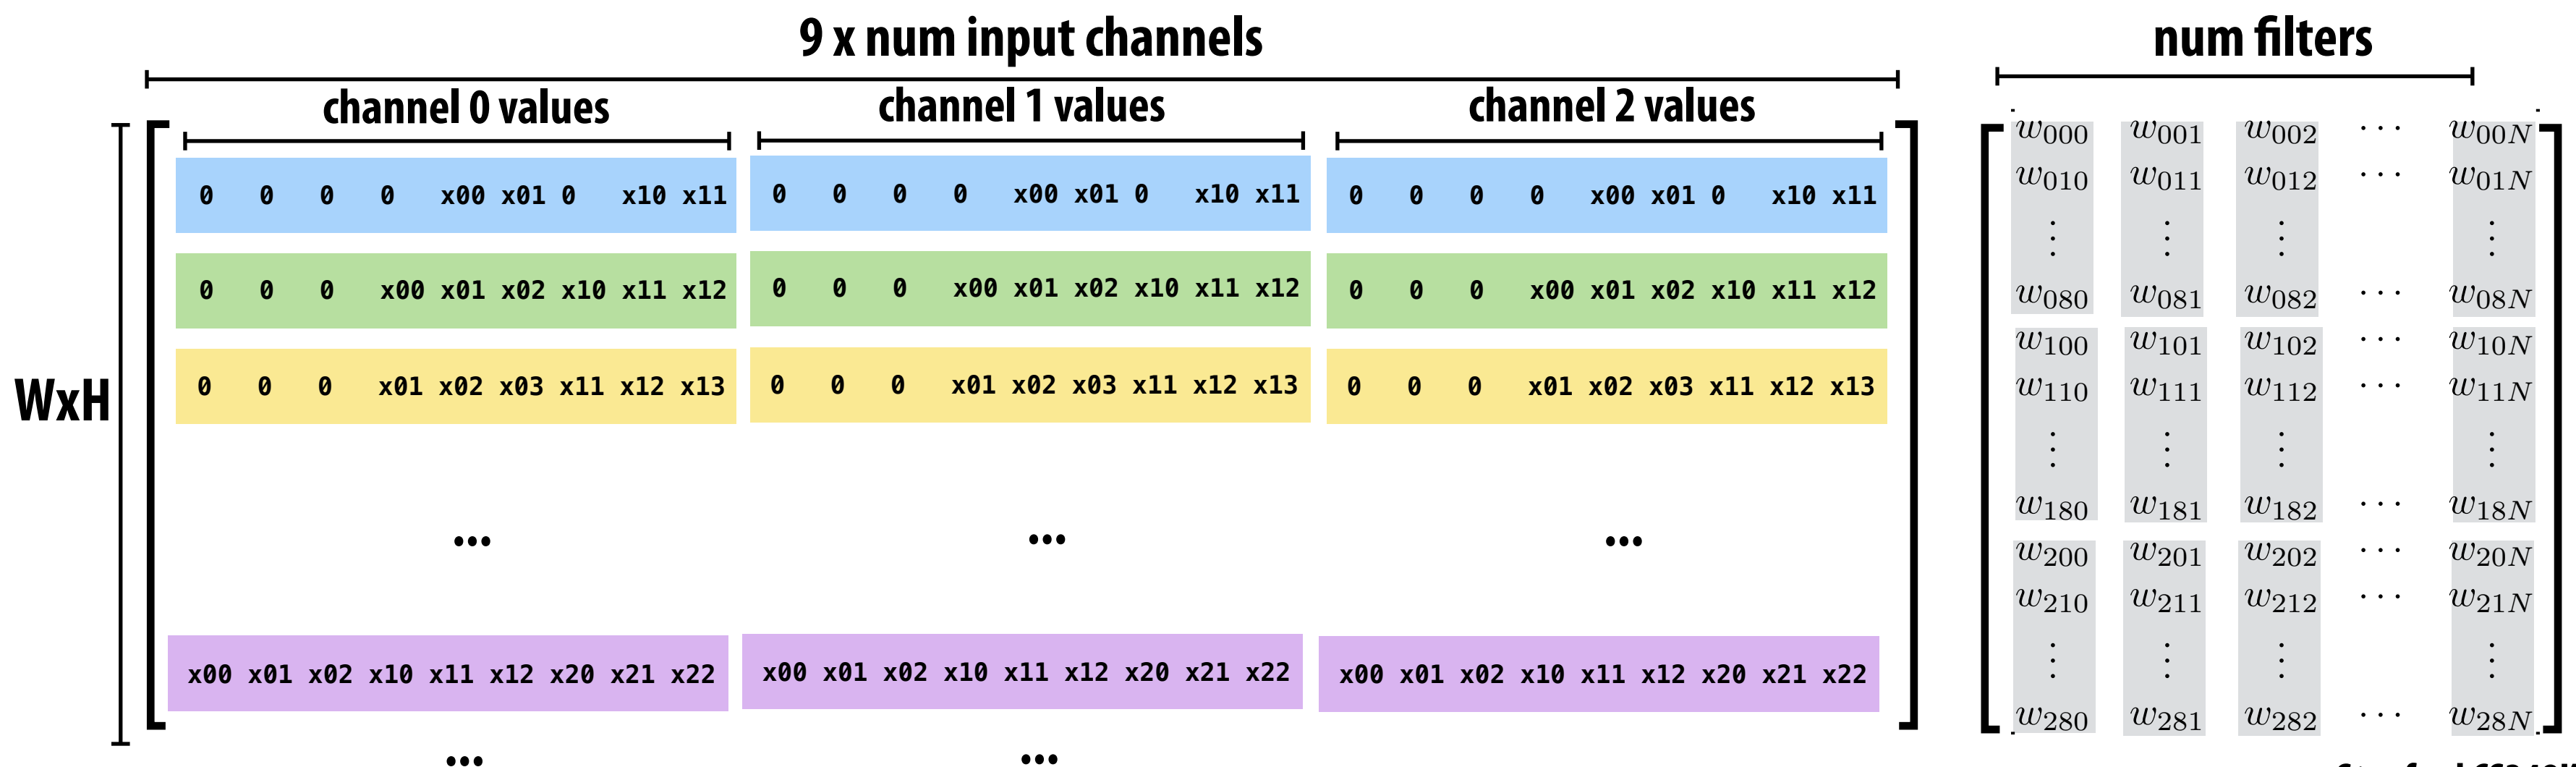 9 x num input channels
num filters
channel 0 values channel 1 values channel 2 values
0 0 0 0 x00 x01 0 x10 x11 0 0 0 0 x00 x01 0 x10 x11 0 0 0 0 x00 x01 0 x10 x11
0 0 0 x00 x01 x02 x10 x11 x12 0 0 0 x00 x01 x02 x10 x11 x12 0 0 0 x00 x01 x02 x10 x11 x12
WxH
0 0 0 x01 x02 x03 x11 x12 x13 0 0 0 x01 x02 x03 x11 x12 x13 0 0 0 x01 x02 x03 x11 x12 x13
... ... ...
x00 x01 x02 x10 x11 x12 x20 x21 x22 x00 x01 x02 x10 x11 x12 x20 x21 x22 x00 x01 x02 x10 x11 x12 x20 x21 x22
... ...
w000 w001 w002 ⋯ w00N
w010 w011 w012 ⋯ w01N
⋮ ⋮ ⋮ ⋮
w080 w081 w082 ⋯ w08N
w100 w101 w102 ⋯ w10N
w110 w111 w112 ⋯ w11N
⋮ ⋮ ⋮ ⋮
w180 w181 w182 ⋯ w18N
w200 w201 w202 ⋯ w20N
w210 w211 w212 ⋯ w21N
⋮ ⋮ ⋮ ⋮
w280 w281 w282 ⋯ w28N